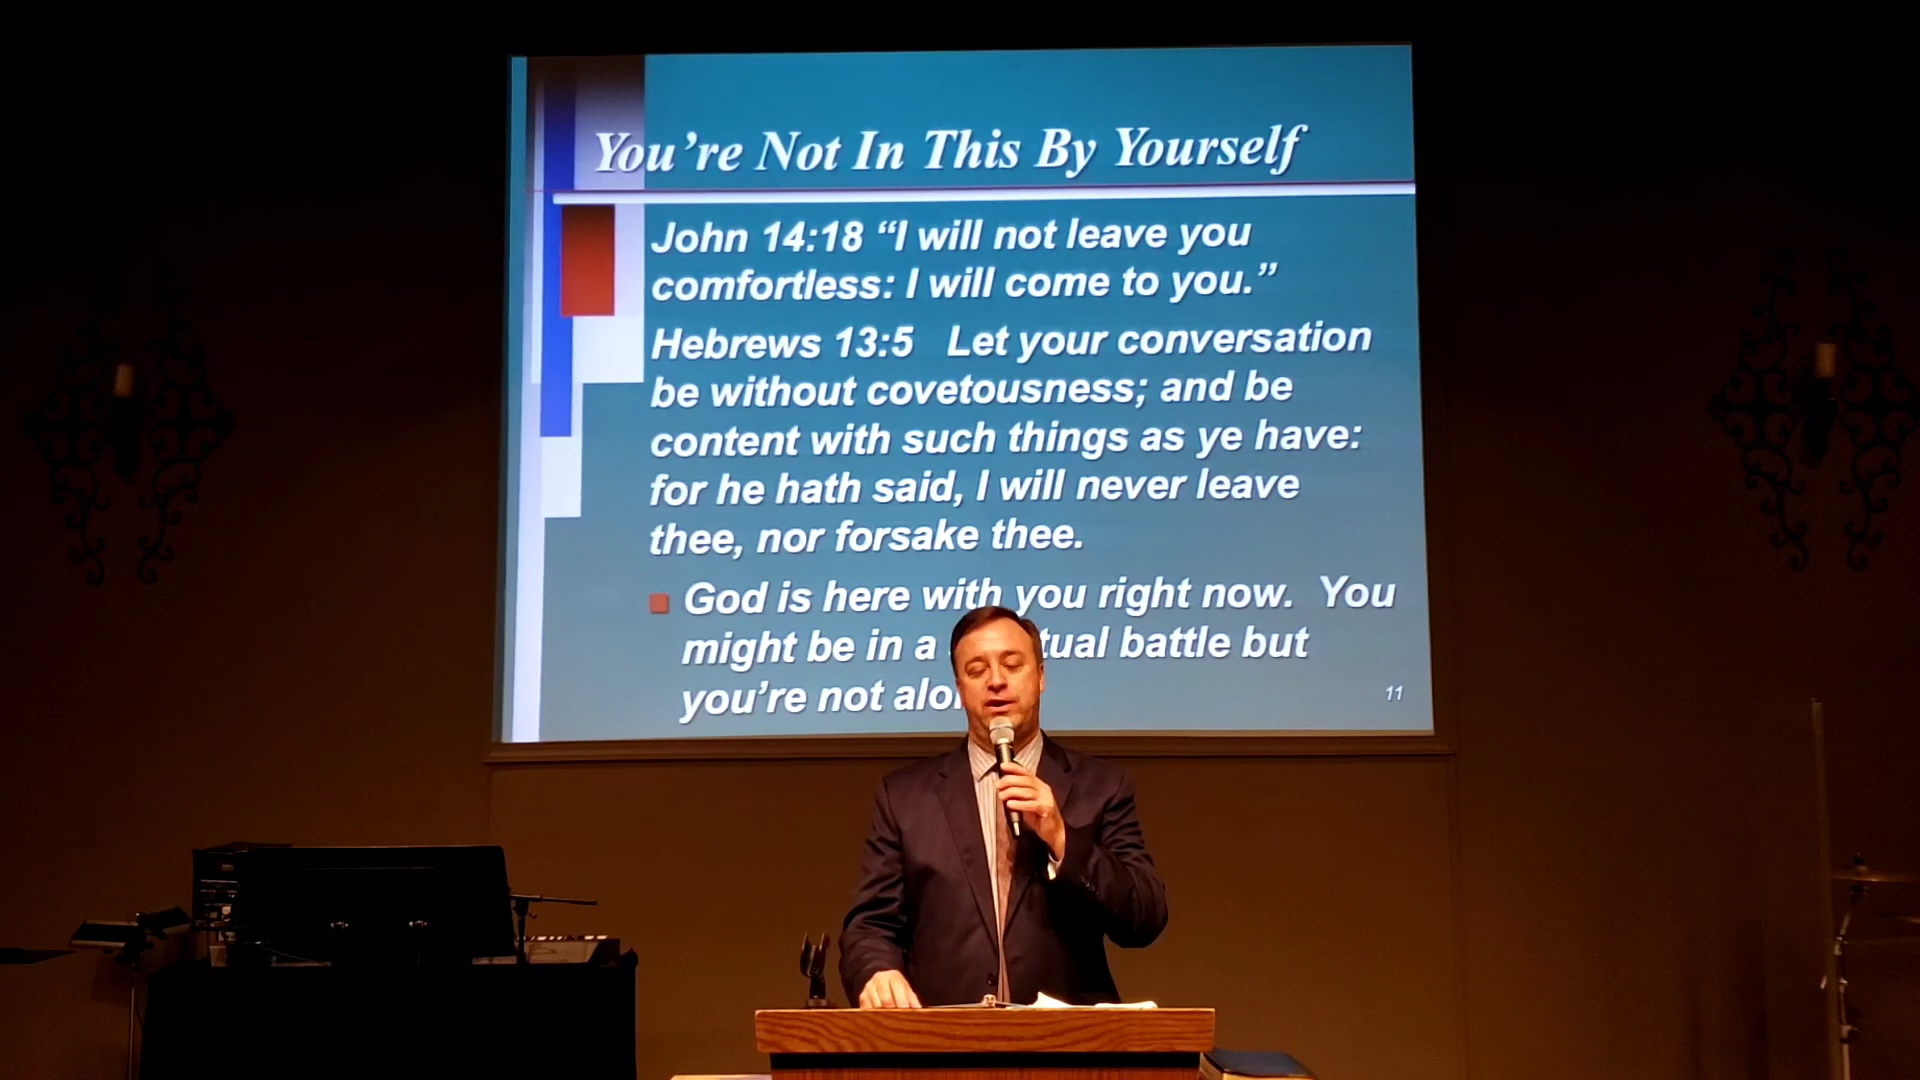 You're Not In This By Yourself
John 14:18 “I will not leave you
comfortless: I will come to you.”
Hebrews 13:5 Let your conversation
be without covetousness; and be
content with such things as ye have:
for he hath said, I will never leave
thee, nor forsake thee.
God is here with you right now. You
might be in a battle but
you're not
11